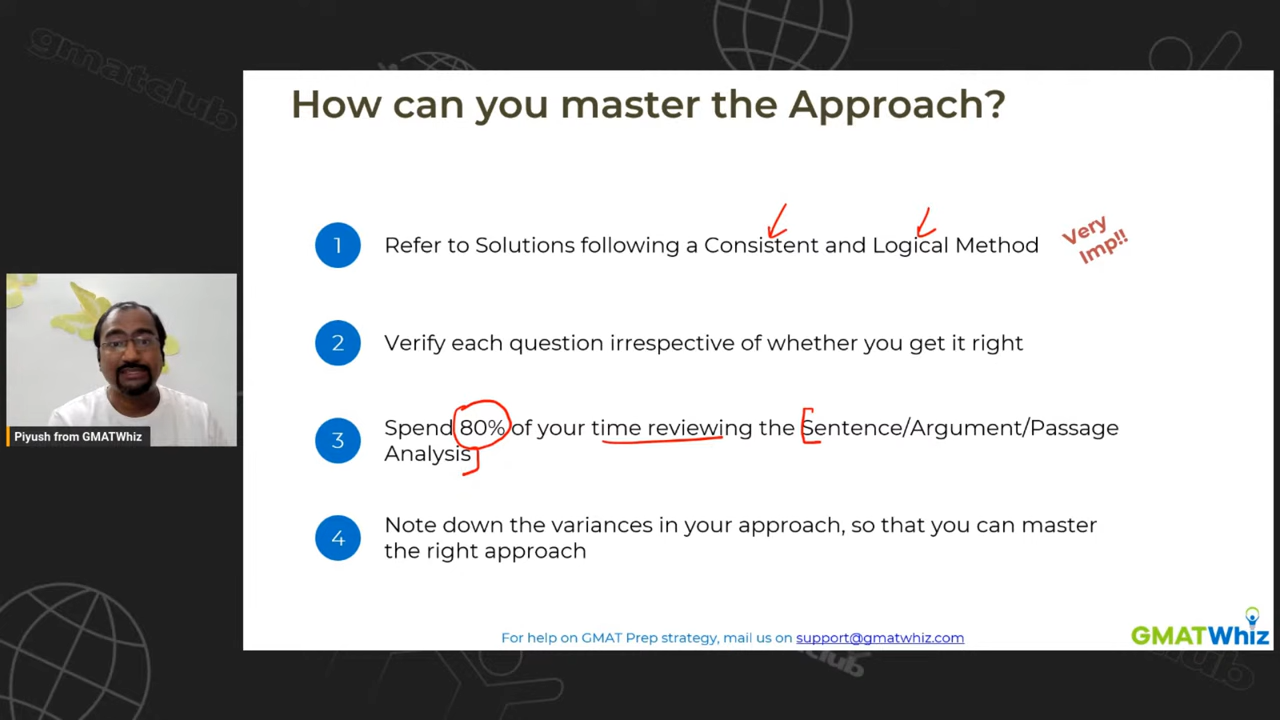 gmatclub
How can you master the Approach?
1
Refer to Solutions following a Consistent and Logical Method
Very
Imp!!
2
Verify each question irrespective of whether you get it right
3
Spend 80% of your time reviewing the Sentence/Argument/Passage
Analysis
4
Note down the variances in your approach, so that you can master
the right approach
Piyush from GMATWhiz
For help on GMAT Prep strategy, mail us on support@gmatwhiz.com
GMATWhiz